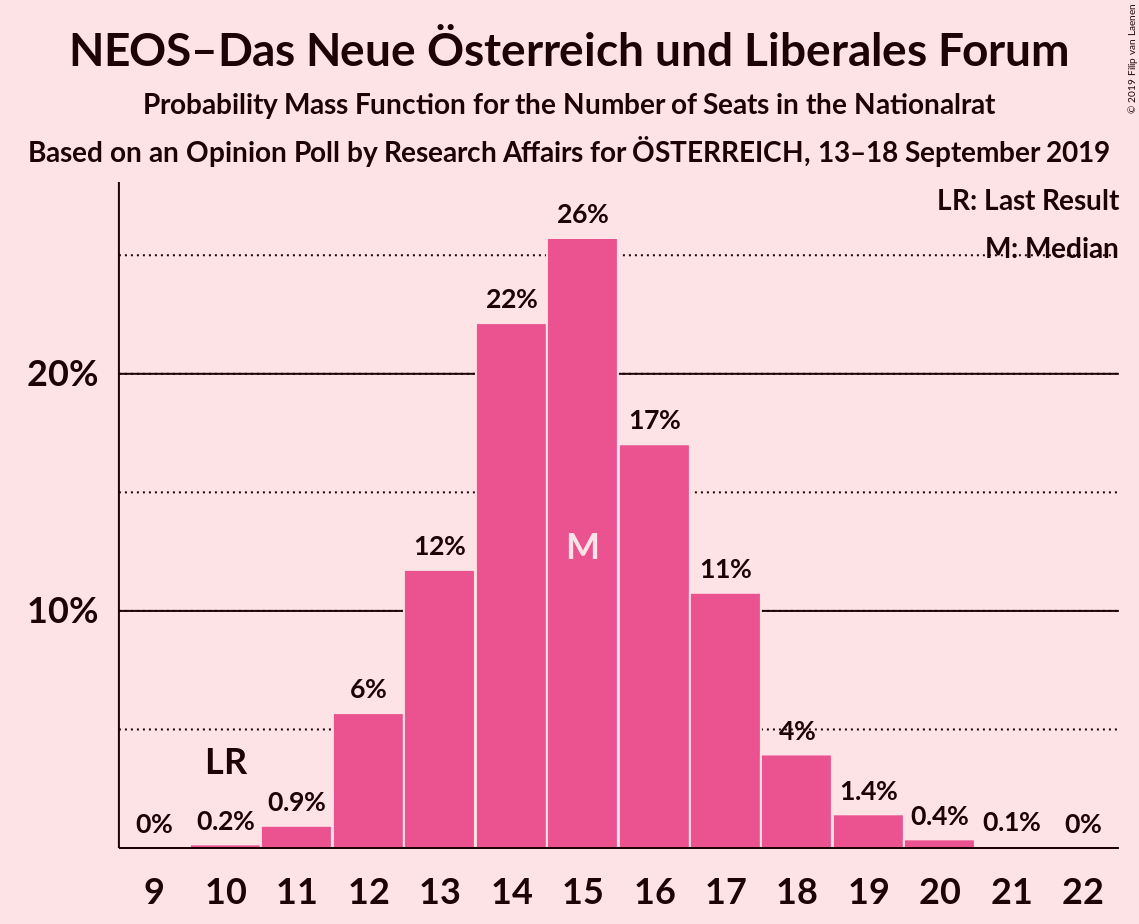 NEOS–Das Neue Österreich und Liberales Forum
Probability Mass Function for the Number of Seats in the Nationalrat
Based on an Opinion Poll by Research Affairs for ÖSTERREICH, 13–18 September 2019
© 2019 Filip van Laenen
LR: Last Result
M: Median
26%
22%
20%
17%
M
12%
11%
10%
6%
4%
LR
1.4%
0.9%
0% 0.2% 0.4% 0.1% 0%
9 10 11 12 13 14 15 16 17 18 19 20 21 22